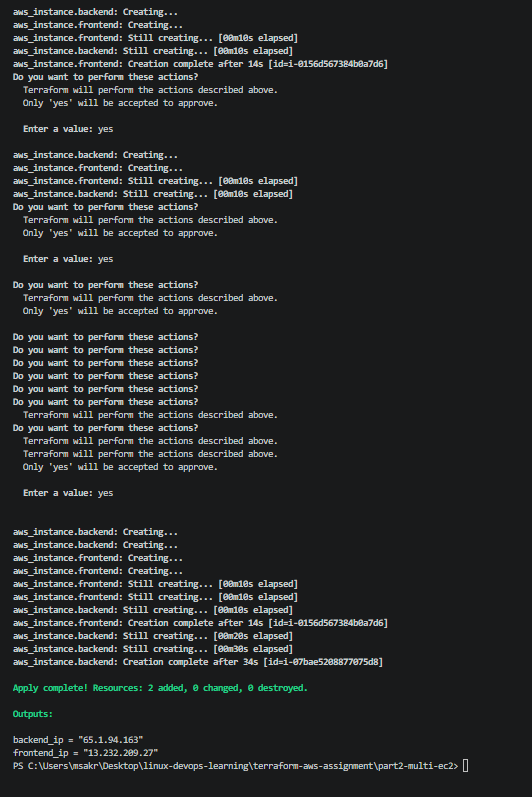 aws_instance.backend: Creating...
aws_instance.frontend: Creating...
aws_instance.frontend: Still creating... [00m10s elapsed]
aws_instance.backend: Still creating... [00m10s elapsed]
aws_instance.frontend: Creation complete after 14s [id=i-0156d567384b0a7d6]
Do you want to perform these actions?
  Terraform will perform the actions described above.
  Only 'yes' will be accepted to approve.

  Enter a value: yes

aws_instance.backend: Creating...
aws_instance.frontend: Creating...
aws_instance.frontend: Still creating... [00m10s elapsed]
aws_instance.backend: Still creating... [00m10s elapsed]
Do you want to perform these actions?
  Terraform will perform the actions described above.
  Only 'yes' will be accepted to approve.

  Enter a value: yes

Do you want to perform these actions?
  Terraform will perform the actions described above.
  Only 'yes' will be accepted to approve.

Do you want to perform these actions?
Do you want to perform these actions?
Do you want to perform these actions?
Do you want to perform these actions?
Do you want to perform these actions?
Do you want to perform these actions?
  Terraform will perform the actions described above.
Do you want to perform these actions?
  Terraform will perform the actions described above.
  Terraform will perform the actions described above.
  Only 'yes' will be accepted to approve.

  Enter a value: yes


aws_instance.backend: Creating...
aws_instance.backend: Creating...
aws_instance.frontend: Creating...
aws_instance.frontend: Creating...
aws_instance.frontend: Still creating... [00m10s elapsed]
aws_instance.frontend: Still creating... [00m10s elapsed]
aws_instance.backend: Still creating... [00m10s elapsed]
aws_instance.frontend: Creation complete after 14s [id=i-0156d567384b0a7d6]
aws_instance.backend: Still creating... [00m20s elapsed]
aws_instance.backend: Still creating... [00m30s elapsed]
aws_instance.backend: Creation complete after 34s [id=i-07bae5208877075d8]

Apply complete! Resources: 2 added, 0 changed, 0 destroyed.

Outputs:

backend_ip = "65.1.94.163"
frontend_ip = "13.232.209.27"
PS C:\Users\msakr\Desktop\linux-devops-learning\terraform-aws-assignment\part2-multi-ec2>